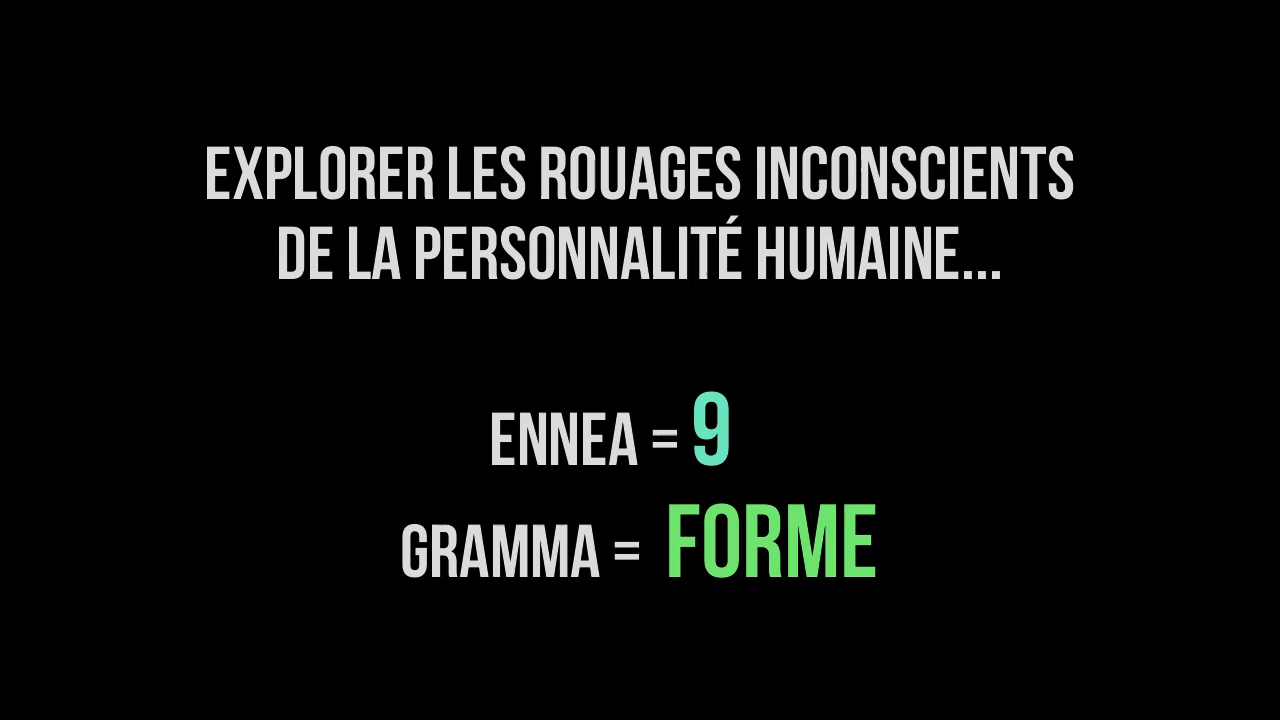 EXPLORER LES ROUAGES INCONSCIENTS
DE LA PERSONNALITÉ HUMAINE...
ENNEA = 9
GRAMMA = FORME